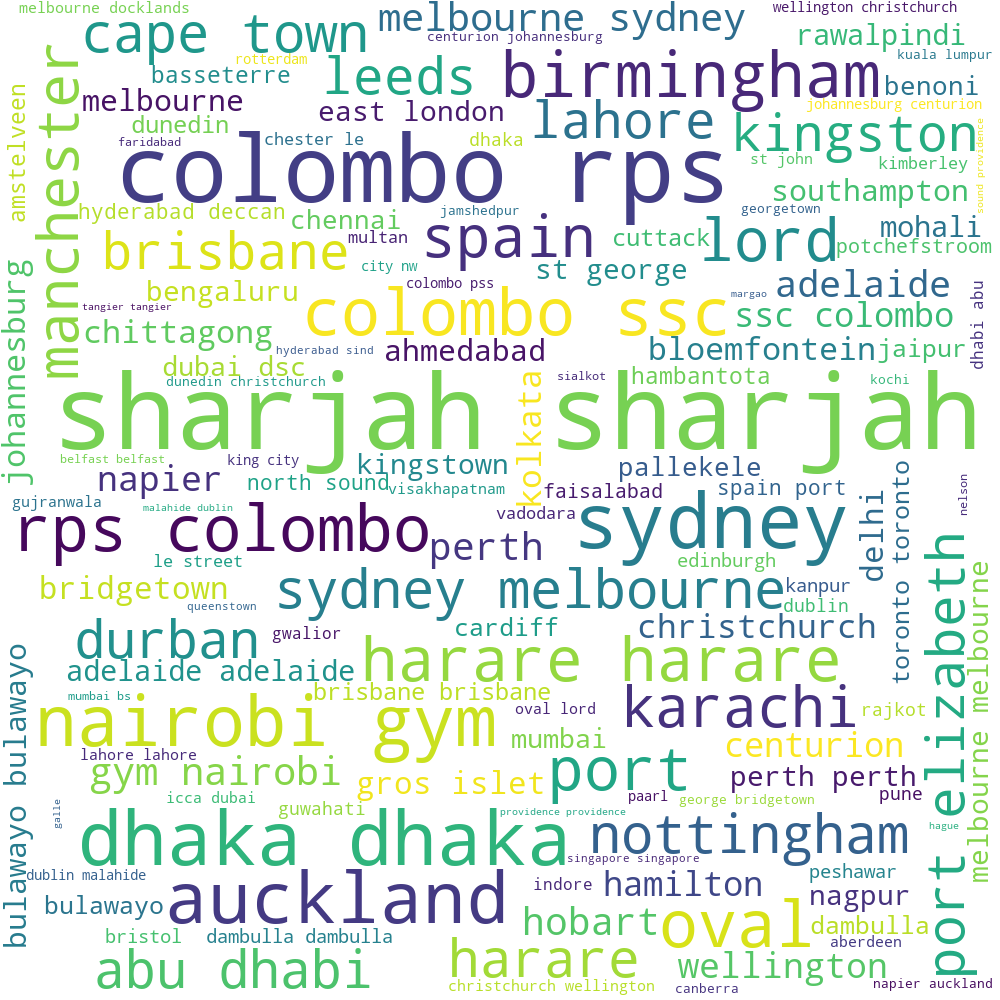 melbourne docklands
wellington christchurch
melbourne sydney
cape town
centurion johannesburg
rawalpindi
rotterdam
kuala lumpur
leeds
birmingham
basseterre
benoni
manchester
melbourne
east london
lahore
johannesburg centurion
amstelveen
dunedin
kingston
faridabad
chester le
dhaka
sound providence
colombo rps
st john
kimberley
southampton
hyderabad deccan
chennai
jamshedpur
georgetown
spain
lord
mohali
brisbane
multan
cuttack
potchefstroom
city nw
st george
bengaluru
colombo pss
adelaide
tangier tangier
colombo ssc
margao
ssc colombo
dhabi abu
johannesburg
chittagong
ahmedabad
bloemfontein
jaipur
dubai dsc
hyderabad sind
dunedin christchurch
sialkot
hambantota
kochi
sharjah sharjah
kolkata
belfast belfast
king city
kingstown
pallekele
napier
north sound
visakhapatnam
faisalabad
spain port
delhi
toronto toronto
nelson
gujranwala
malahide dublin
vadodara
rps colombo
sydney
perth
le street
edinburgh
bridgetown
sydney melbourne
kanpur
queenstown
dublin
durban
gwalior
cardiff
christchurch
port elizabeth
melbourne melbourne
adelaide adelaide
harare harare
bulawayo bulawayo
mumbai bs
brisbane brisbane
nairobi gym
oval lord
karachi
rajkot
mumbai
centurion
lahore lahore
gym nairobi
gros islet
port
perth perth
icca dubai
paarl
george bridgetown
pune
galle
guwahati
providence providence
dhaka dhaka
nottingham
hague
singapore singapore
dublin malahide
peshawar
auckland
indore
hamilton
nagpur
bulawayo
hobart
oval
dambulla
bristol
dambulla dambulla
aberdeen
abu dhabi
harare
wellington
christchurch wellington
canberra
napier auckland